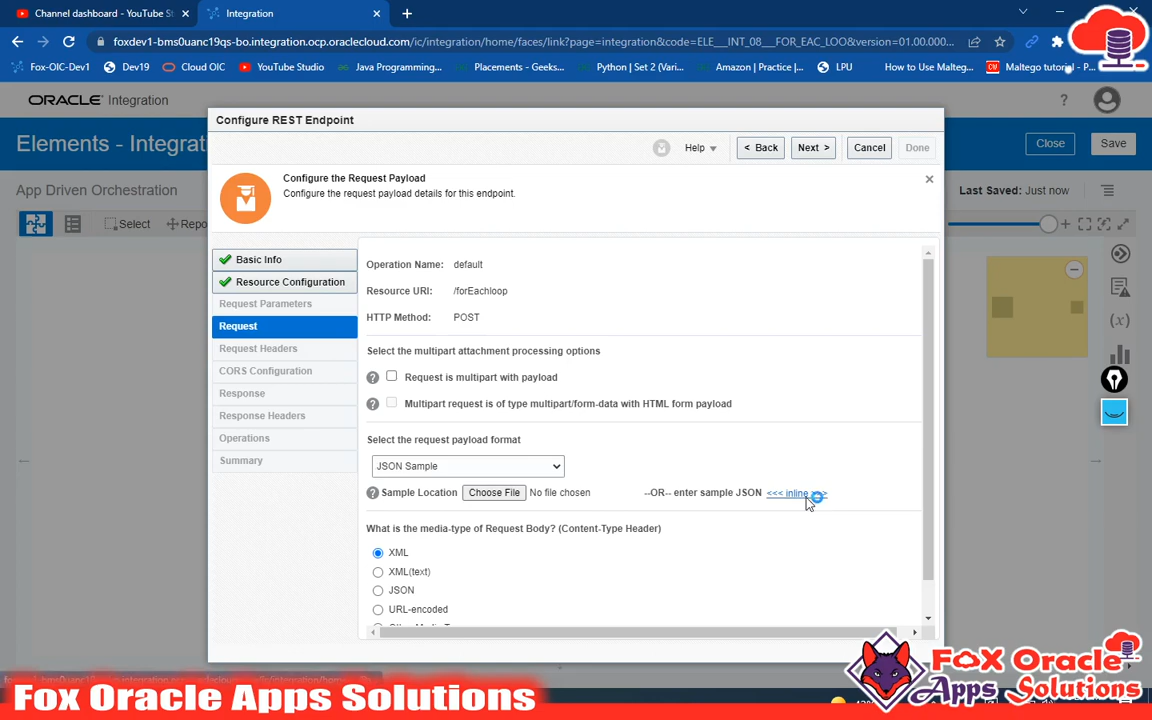 Channel dashboard - YouTube S
Integration
foxdev1-bms0uanc19qs-bo.integration.ocp.oraclecloud.com/ic/integration/home/faces/link?page=integration&code=ELE__INT_08___FOR_EAC_LOO&version=01.00.000...
Fox-OIC-Dev1
Dev19
Cloud OIC
YouTube Studio
Java Programming...
Placements - Geeks...
Python | Set 2 (Vari...
Amazon | Practice |...
LPU
How to Use Malteg...
Maltego tutorial - P...
ORACLE Integration
Elements - Integrat
Close
Save
App Driven Orchestration
Last Saved: Just now
Select
Repo
Configure REST Endpoint
Help
< Back
Next >
Cancel
Done
Configure the Request Payload
Configure the request payload details for this endpoint.
Basic Info
Resource Configuration
Request Parameters
Request
Request Headers
CORS Configuration
Response
Response Headers
Operations
Summary
Operation Name: default
Resource URI: /forEachloop
HTTP Method: POST
Select the multipart attachment processing options
Request is multipart with payload
Multipart request is of type multipart/form-data with HTML form payload
Select the request payload format
JSON Sample
Sample Location Choose File No file chosen --OR-- enter sample JSON <<< inline >>>
What is the media-type of Request Body? (Content-Type Header)
XML
XML(text)
JSON
URL-encoded
Fox Oracle Apps Solutions
FOX Oracle
Apps Solutions